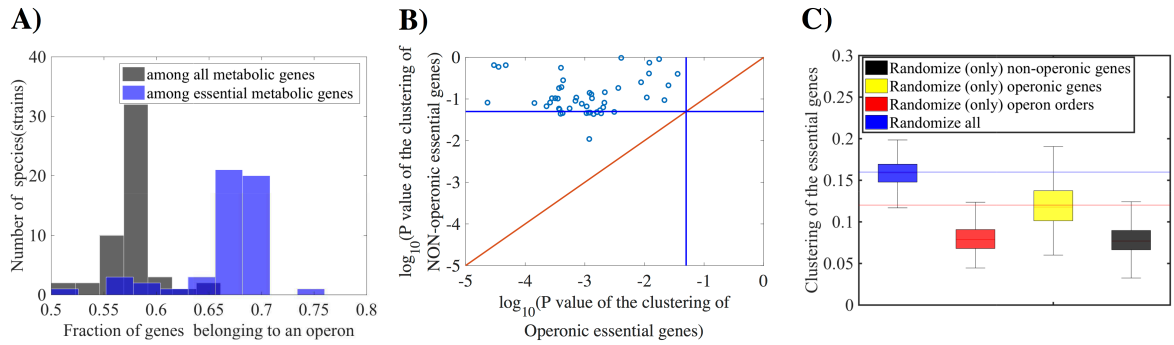 A)
40
30
20
10
0
Number of species(strains)
among all metabolic genes
among essential metabolic genes
0.5 0.55 0.6 0.65 0.7 0.75 0.8
Fraction of genes belonging to an operon
B)
0
-1
-2
-3
-4
-5
log10(P value of the clustering of
NON-operonic essential genes)
-5 -4 -3 -2 -1 0
log10(P value of the clustering of
Operonic essential genes)
C)
0.3
0.25
0.2
0.15
0.1
0.05
0
Clustering of the essential genes
Randomize (only) non-operonic genes
Randomize (only) operonic genes
Randomize (only) operon orders
Randomize all